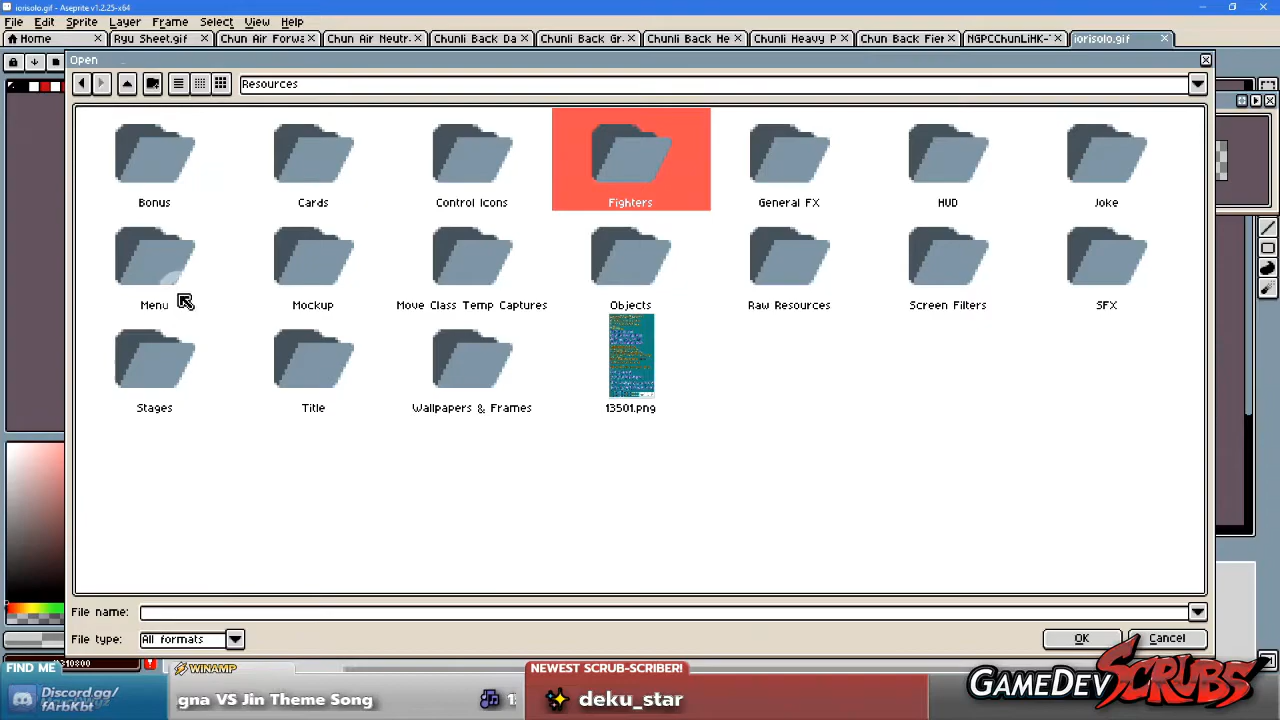 iorisolo.gif - Aseprite v1.2.25-x64
File Edit Sprite Layer Frame Select View Help
Home Ryu Sheet.gif Chun Air Forwa Chun Air Neutr. Chunli Back Da Chunli Back Gr. Chunli Back He Chunli Heavy P Chun Back Fier NGPCChunLiHK- iorisolo.gif
Open
Resources
Bonus Cards Control Icons Fighters General FX HUD Joke
Menu Mockup Move Class Temp Captures Objects Raw Resources Screen Filters SFX
Stages Title Wallpapers & Frames 13501.png
File name:
File type: All formats OK Cancel
FIND ME WINAMP NEWEST SCRUB-SCRIBER!
Discord.gg/
fArbKbt
gna VS Jin Theme Song
deku_star
GAMEDEV SCRUBS